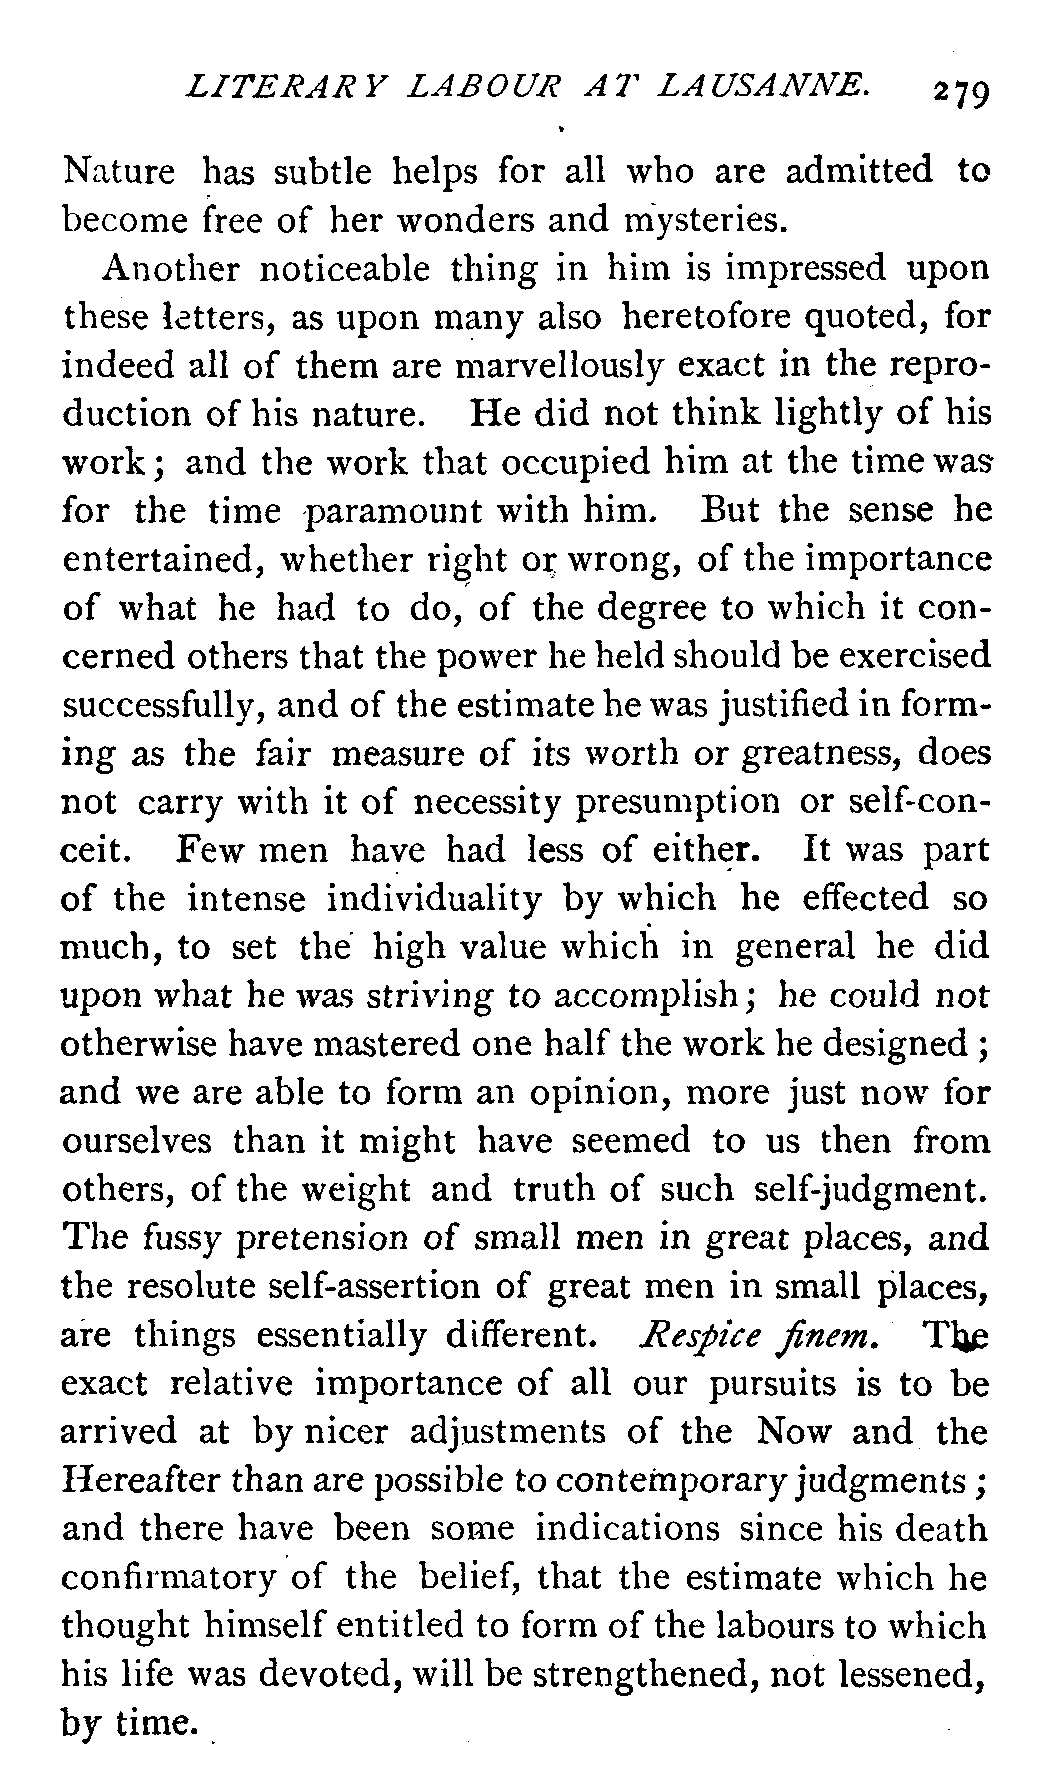 LITERARY LABOUR AT LAUSANNE. 279
Nature has subtle helps for all who are admitted to
become free of her wonders and mysteries.
Another noticeable thing in him is impressed upon
these letters, as upon many also heretofore quoted, for
indeed all of them are marvellously exact in the repro-
duction of his nature. He did not think lightly of his
work; and the work that occupied him at the time was
for the time paramount with him. But the sense he
entertained, whether right or wrong, of the importance
of what he had to do, of the degree to which it con-
cerned others that the power he held should be exercised
successfully, and of the estimate he was justified in form-
ing as the fair measure of its worth or greatness, does
not carry with it of necessity presumption or self-con-
ceit. Few men have had less of either. It was part
of the intense individuality by which he effected so
much, to set the high value which in general he did
upon what he was striving to accomplish; he could not
otherwise have mastered one half the work he designed;
and we are able to form an opinion, more just now for
ourselves than it might have seemed to us then from
others, of the weight and truth of such self-judgment.
The fussy pretension of small men in great places, and
the resolute self-assertion of great men in small places,
are things essentially different. Respice finem. The
exact relative importance of all our pursuits is to be
arrived at by nicer adjustments of the Now and the
Hereafter than are possible to contemporary judgments;
and there have been some indications since his death
confirmatory of the belief, that the estimate which he
thought himself entitled to form of the labours to which
his life was devoted, will be strengthened, not lessened,
by time.